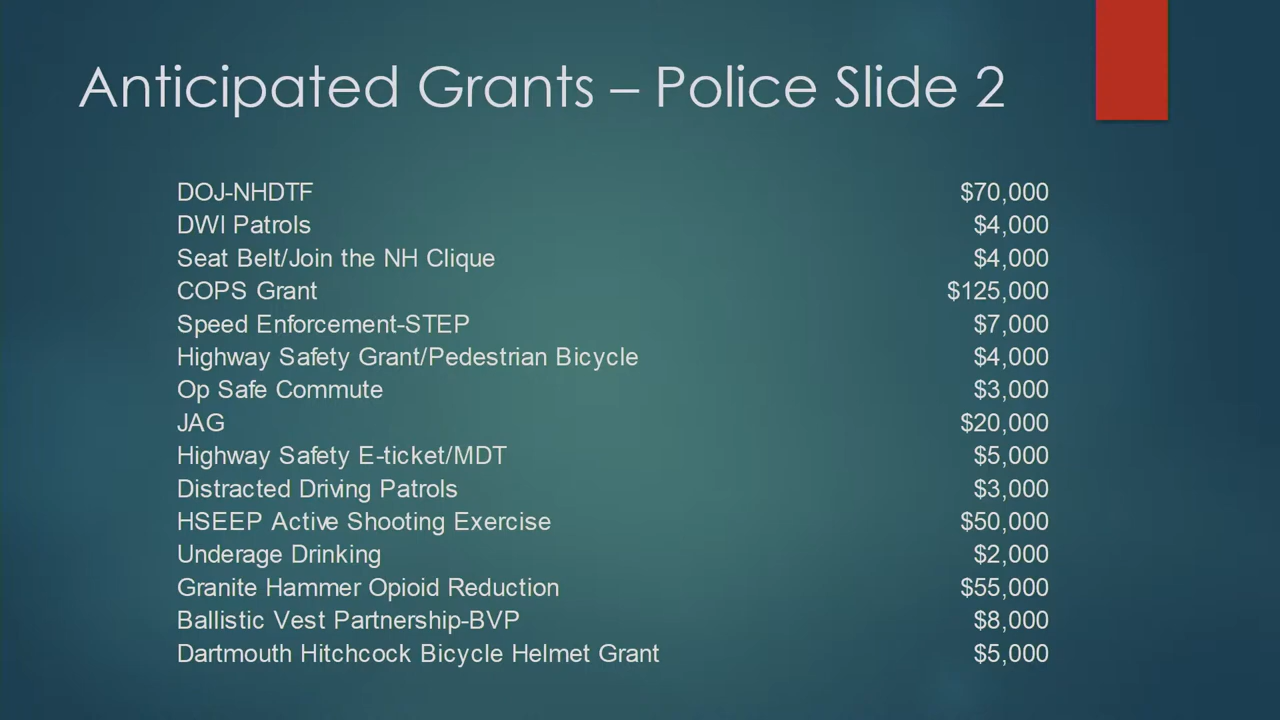 Anticipated Grants – Police Slide 2
DOJ-NHDTF $70,000
DWI Patrols $4,000
Seat Belt/Join the NH Clique $4,000
COPS Grant $125,000
Speed Enforcement-STEP $7,000
Highway Safety Grant/Pedestrian Bicycle $4,000
Op Safe Commute $3,000
JAG $20,000
Highway Safety E-ticket/MDT $5,000
Distracted Driving Patrols $3,000
HSEEP Active Shooting Exercise $50,000
Underage Drinking $2,000
Granite Hammer Opioid Reduction $55,000
Ballistic Vest Partnership-BVP $8,000
Dartmouth Hitchcock Bicycle Helmet Grant $5,000